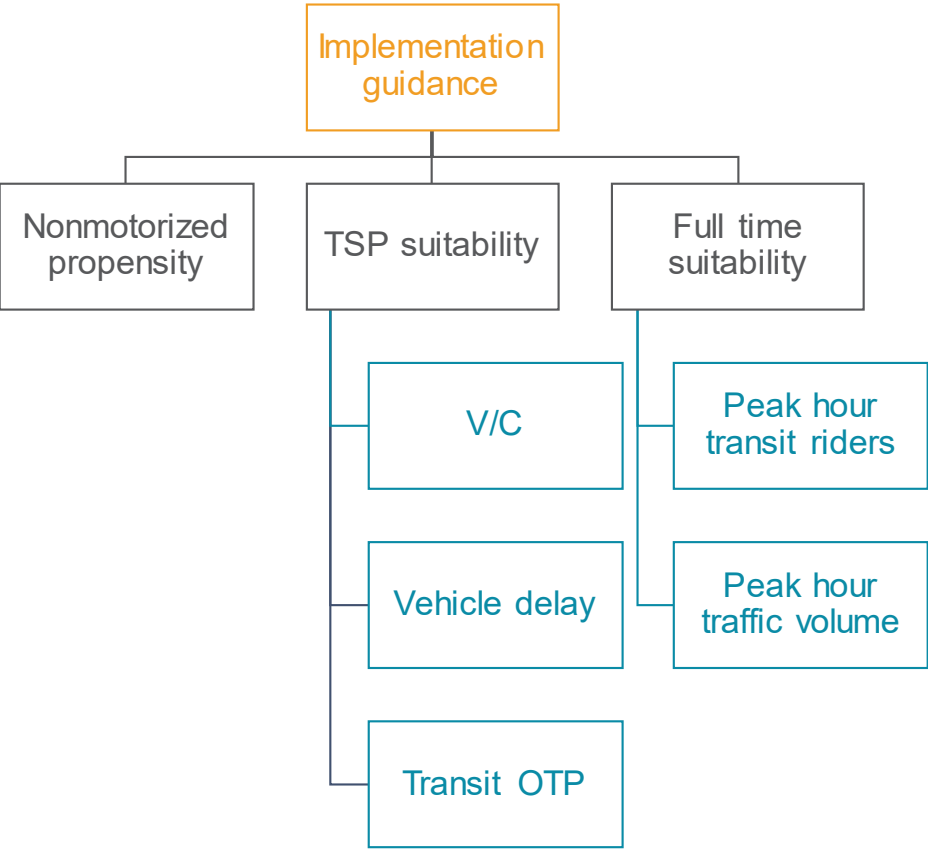 Implementation
guidance
Nonmotorized
propensity
TSP suitability
Full time
suitability
V/C
Vehicle delay
Transit OTP
Peak hour
transit riders
Peak hour
traffic volume